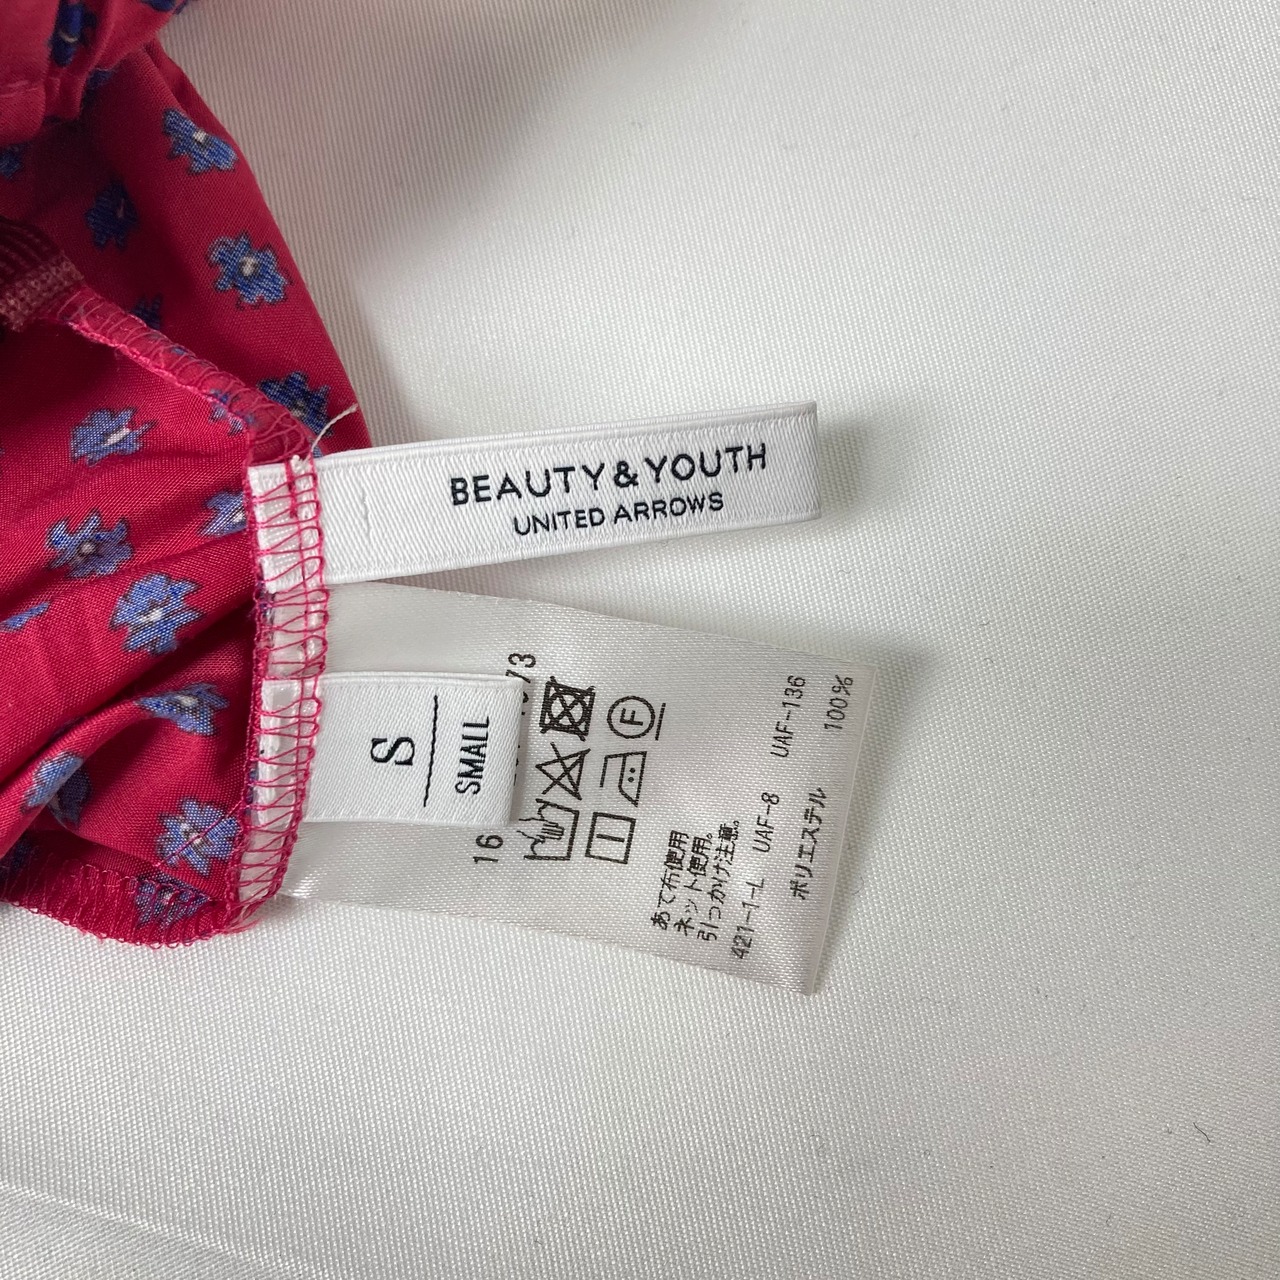 BEAUTY&YOUTH
UNITED ARROWS
S
SMALL
16
73
F
あて布使用
ネット使用。
引っかけ注意。
421-1-L UAF-8 UAF-136
ポリエステル 100%